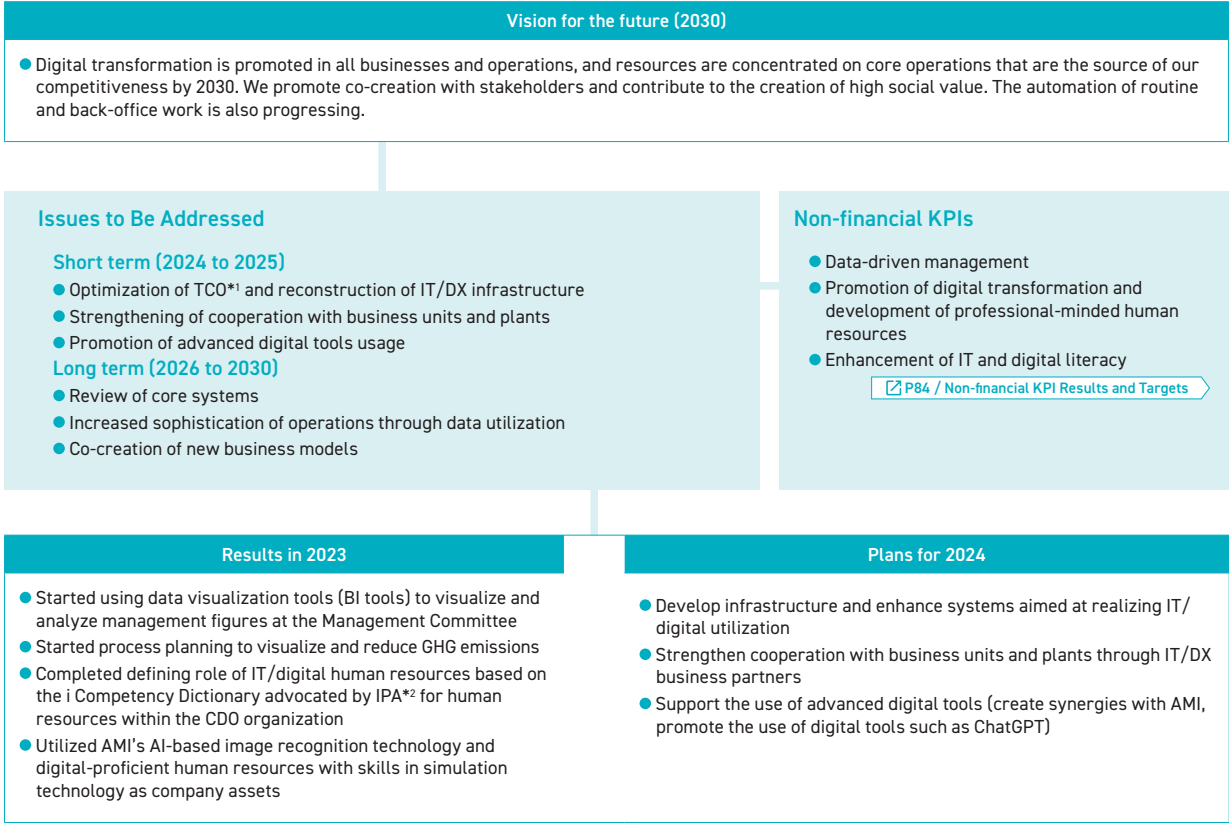 Vision for the future (2030)
● Digital transformation is promoted in all businesses and operations, and resources are concentrated on core operations that are the source of our
competitiveness by 2030. We promote co-creation with stakeholders and contribute to the creation of high social value. The automation of routine
and back-office work is also progressing.
Issues to Be Addressed
Short term (2024 to 2025)
● Optimization of TCO*1 and reconstruction of IT/DX infrastructure
● Strengthening of cooperation with business units and plants
● Promotion of advanced digital tools usage
Long term (2026 to 2030)
● Review of core systems
● Increased sophistication of operations through data utilization
● Co-creation of new business models
Non-financial KPIs
● Data-driven management
● Promotion of digital transformation and
development of professional-minded human
resources
● Enhancement of IT and digital literacy
P84 / Non-financial KPI Results and Targets
Results in 2023
● Started using data visualization tools (BI tools) to visualize and
analyze management figures at the Management Committee
● Started process planning to visualize and reduce GHG emissions
● Completed defining role of IT/digital human resources based on
the i Competency Dictionary advocated by IPA*2 for human
resources within the CDO organization
● Utilized AMI's AI-based image recognition technology and
digital-proficient human resources with skills in simulation
technology as company assets
Plans for 2024
● Develop infrastructure and enhance systems aimed at realizing IT/
digital utilization
● Strengthen cooperation with business units and plants through IT/DX
business partners
● Support the use of advanced digital tools (create synergies with AMI,
promote the use of digital tools such as ChatGPT)